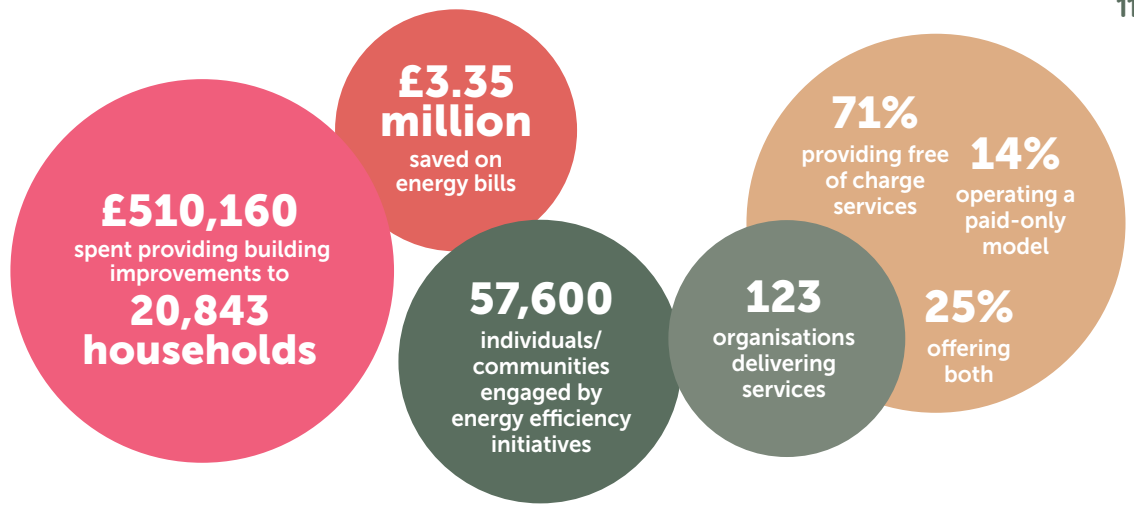 11
£510,160
spent providing building
improvements to
20,843
households
£3.35
million
saved on
energy bills
57,600
individuals/
communities
engaged by
energy efficiency
initiatives
123
organisations
delivering
services
71%
providing free
of charge
services
14%
operating a
paid-only
model
25%
offering
both